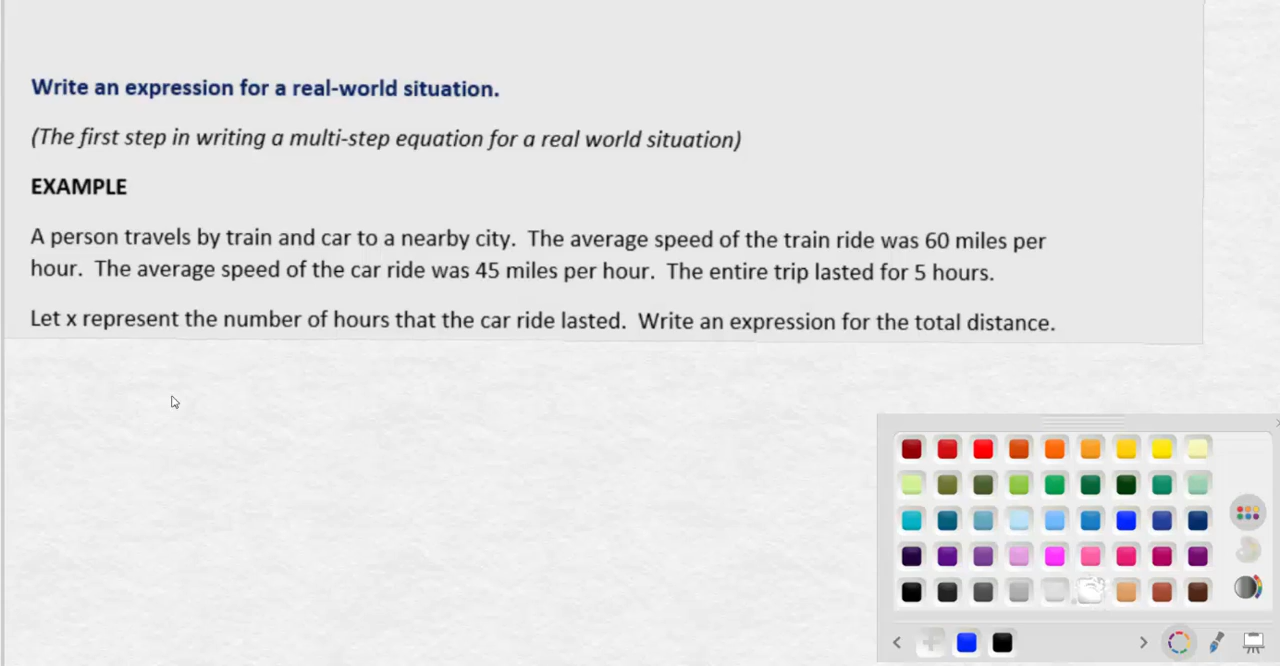 Write an expression for a real-world situation.
(The first step in writing a multi-step equation for a real world situation)
EXAMPLE
A person travels by train and car to a nearby city. The average speed of the train ride was 60 miles per
hour. The average speed of the car ride was 45 miles per hour. The entire trip lasted for 5 hours.
Let x represent the number of hours that the car ride lasted. Write an expression for the total distance.